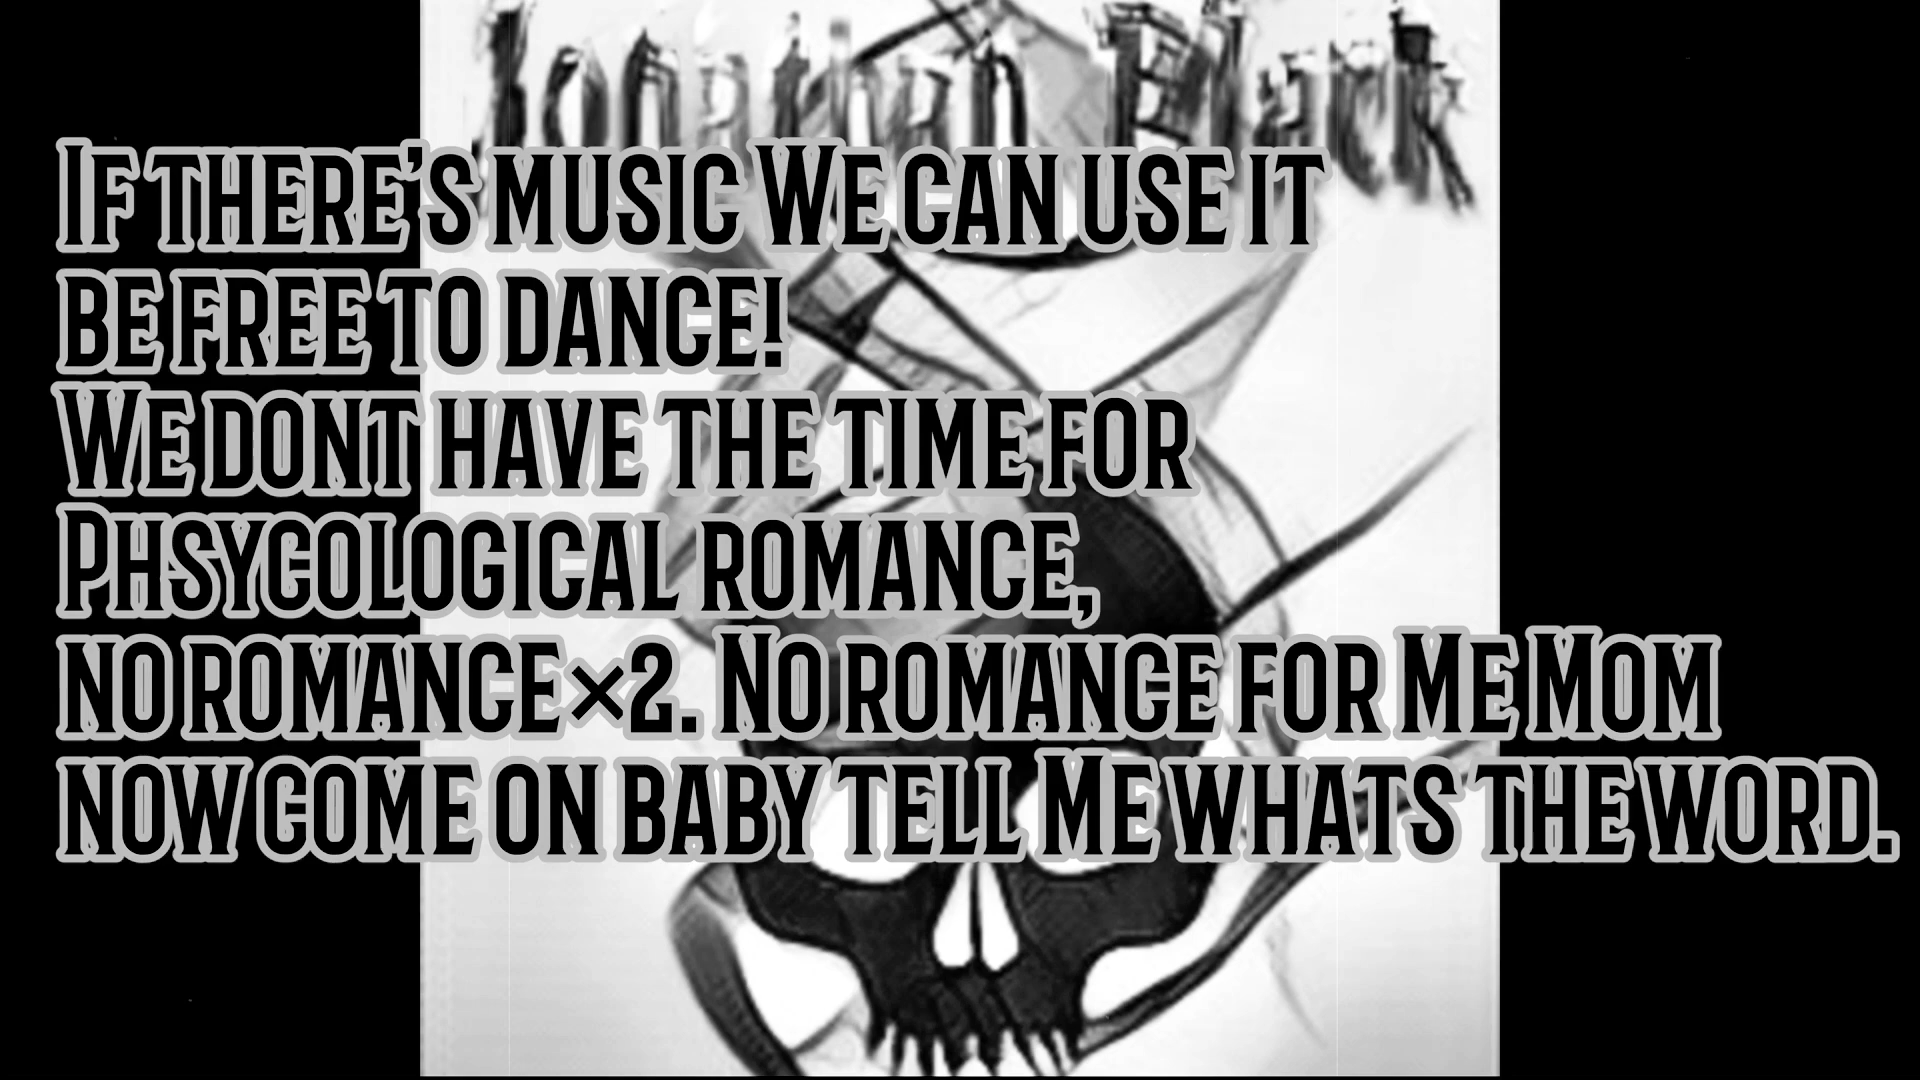 Black
If there's music We can use it
be free to dance!
We dont have the time for
Phsycological romance,
no romance×2. No romance for Me Mom
now come on baby tell Me whats the word.